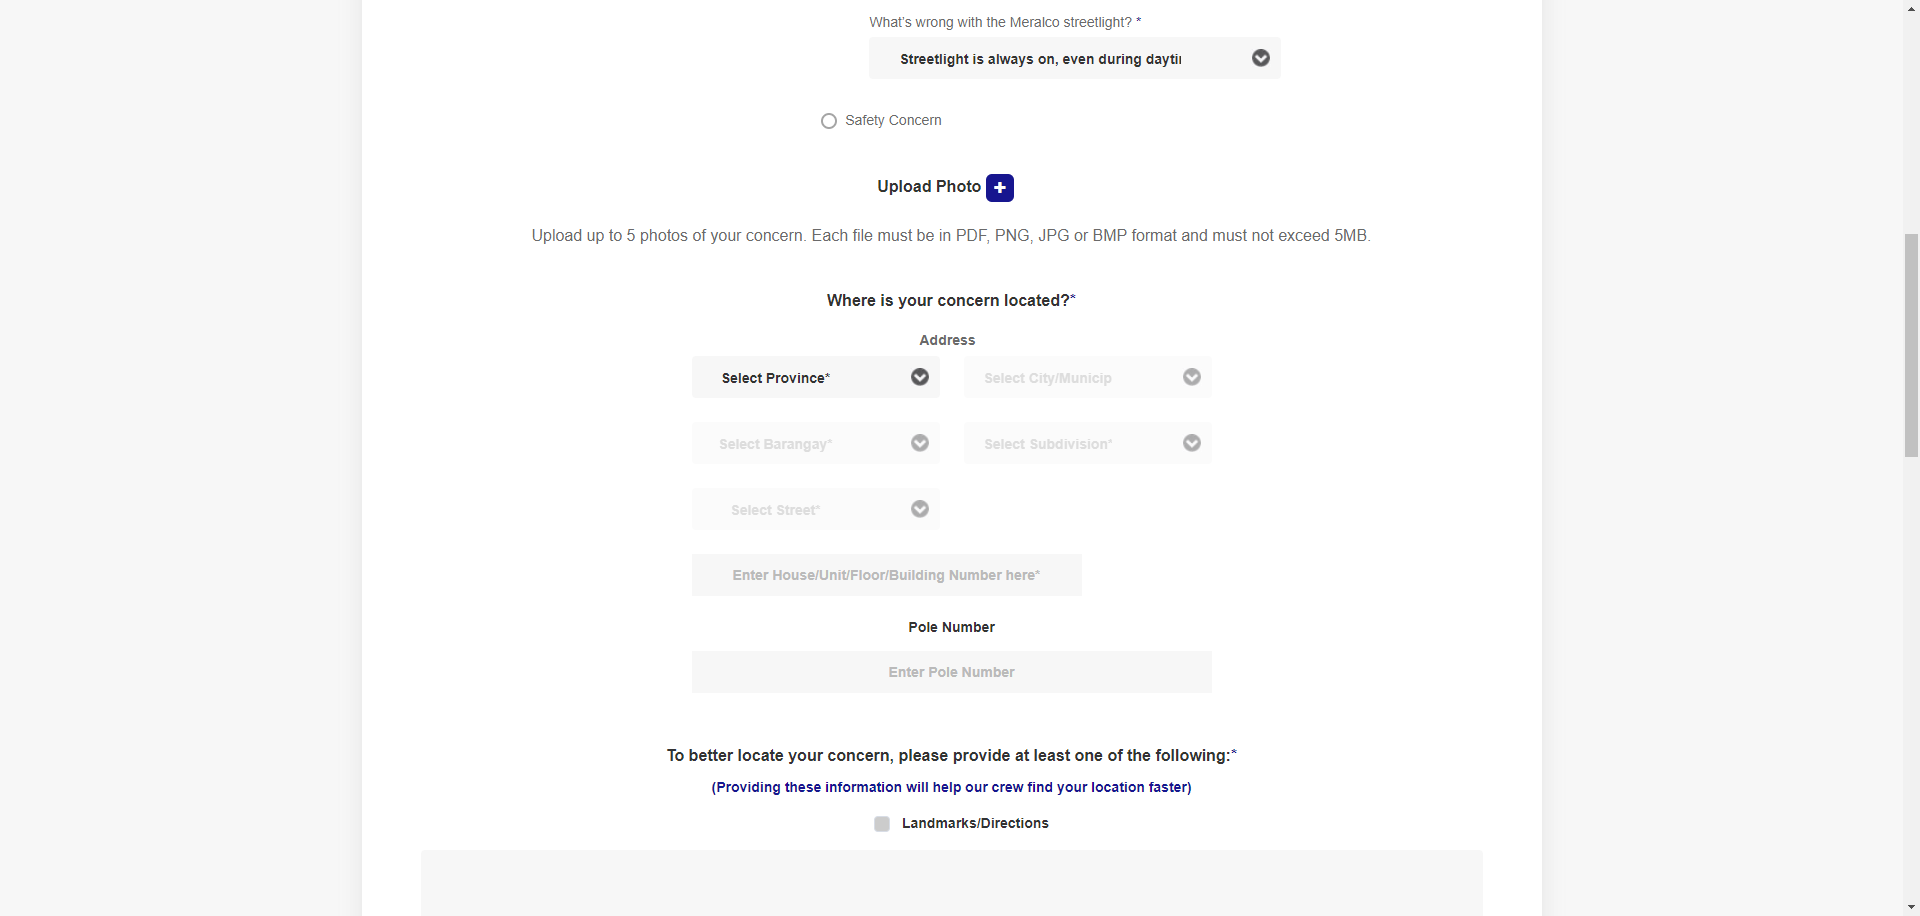 What's wrong with the Meralco streetlight? *
Streetlight is always on, even during dayti
Safety Concern
Upload Photo
Upload up to 5 photos of your concern. Each file must be in PDF, PNG, JPG or BMP format and must not exceed 5MB.
Where is your concern located?*
Address
Select Province*
Select City/Municip
Select Barangay*
Select Subdivision*
Select Street*
Enter House/Unit/Floor/Building Number here*
Pole Number
Enter Pole Number
To better locate your concern, please provide at least one of the following:*
(Providing these information will help our crew find your location faster)
Landmarks/Directions